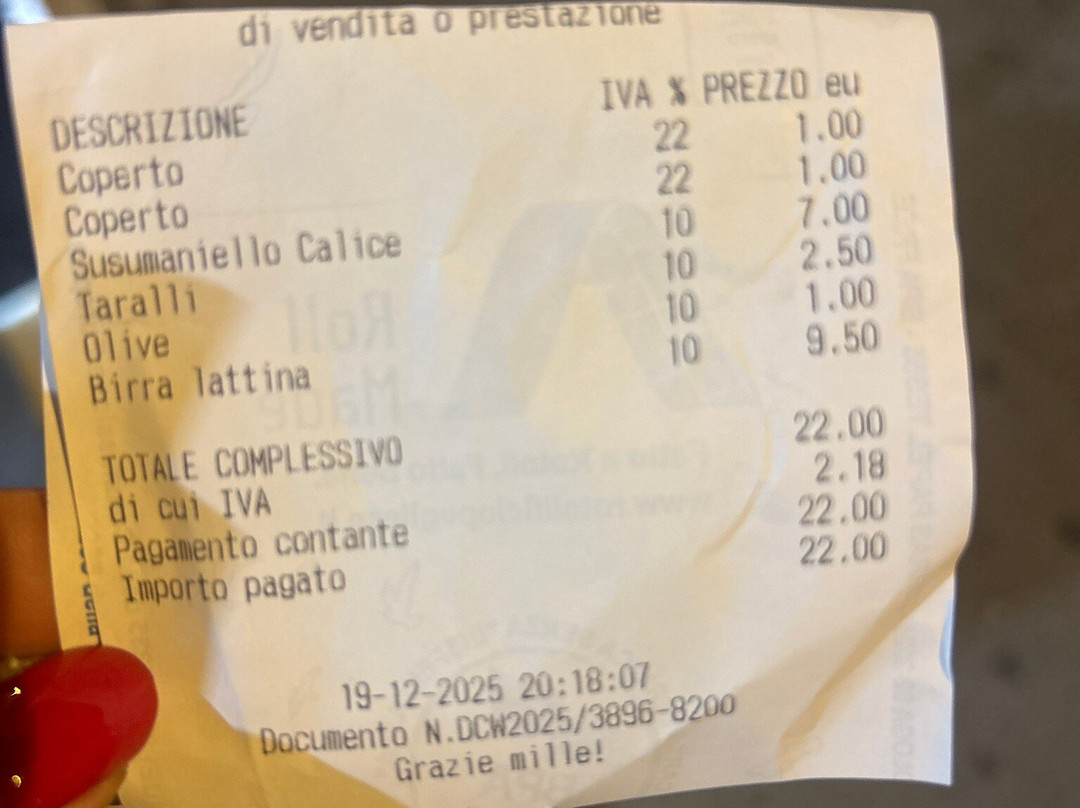 di vendita o prestazione
DESCRIZIONE IVA % PREZZO eu
Coperto 22 1.00
Coperto 22 1.00
Susumaniello Calice 10 7.00
Taralli 10 2.50
Olive 10 1.00
Birra lattina 10 9.50
TOTALE COMPLESSIVO 22.00
di cui IVA 2.18
Pagamento contante 22.00
Importo pagato 22.00
19-12-2025 20:18:07
Documento N.DCW2025/3896-8200
Grazie mille!
Roll
Made